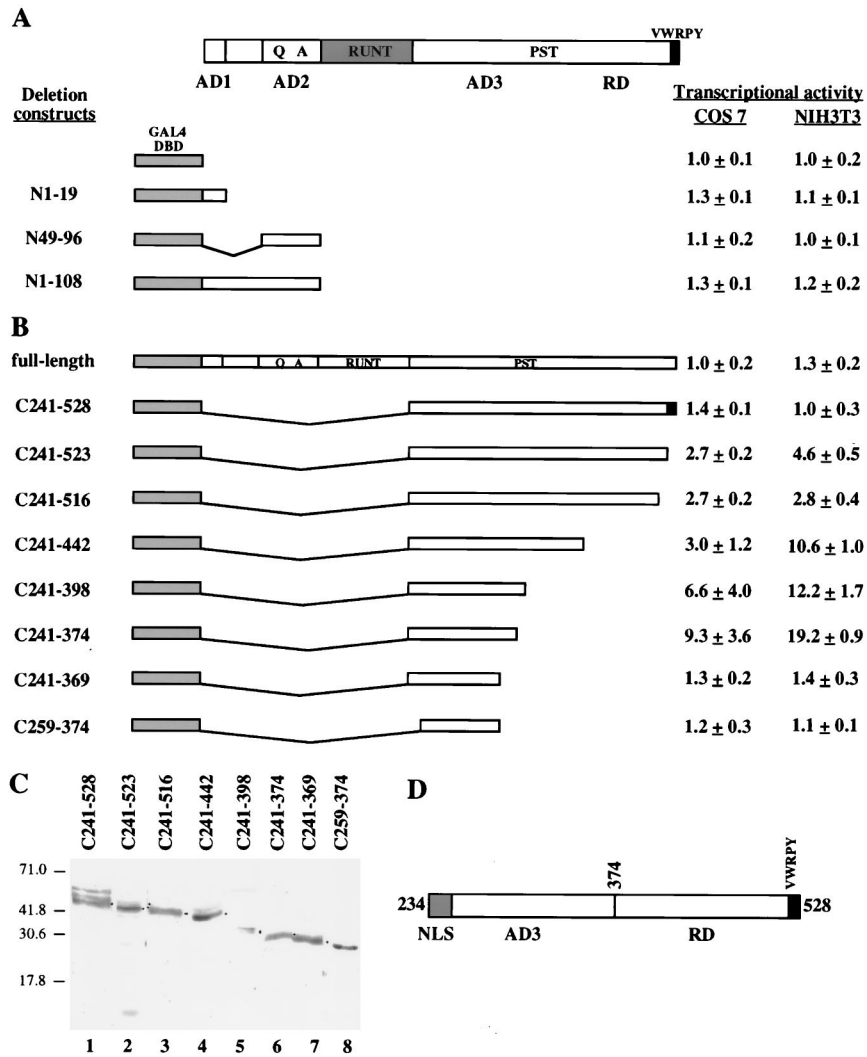 A
VWRPY
Q A RUNT PST
AD1 AD2 AD3 RD
Deletion constructs
Transcriptional activity
COS 7 NIH3T3
GAL4 DBD
1.0 ± 0.1 1.0 ± 0.2
N1-19 1.3 ± 0.1 1.1 ± 0.1
N49-96 1.1 ± 0.2 1.0 ± 0.1
N1-108 1.3 ± 0.1 1.2 ± 0.2
B
full-length Q A RUNT PST 1.0 ± 0.2 1.3 ± 0.2
C241-528 1.4 ± 0.1 1.0 ± 0.3
C241-523 2.7 ± 0.2 4.6 ± 0.5
C241-516 2.7 ± 0.2 2.8 ± 0.4
C241-442 3.0 ± 1.2 10.6 ± 1.0
C241-398 6.6 ± 4.0 12.2 ± 1.7
C241-374 9.3 ± 3.6 19.2 ± 0.9
C241-369 1.3 ± 0.2 1.4 ± 0.3
C259-374 1.2 ± 0.3 1.1 ± 0.1
C
C241-528 C241-523 C241-516 C241-442 C241-398 C241-374 C241-369 C259-374
71.0
41.8
30.6
17.8
1 2 3 4 5 6 7 8
D
374
VWRPY
234 528
NLS AD3 RD